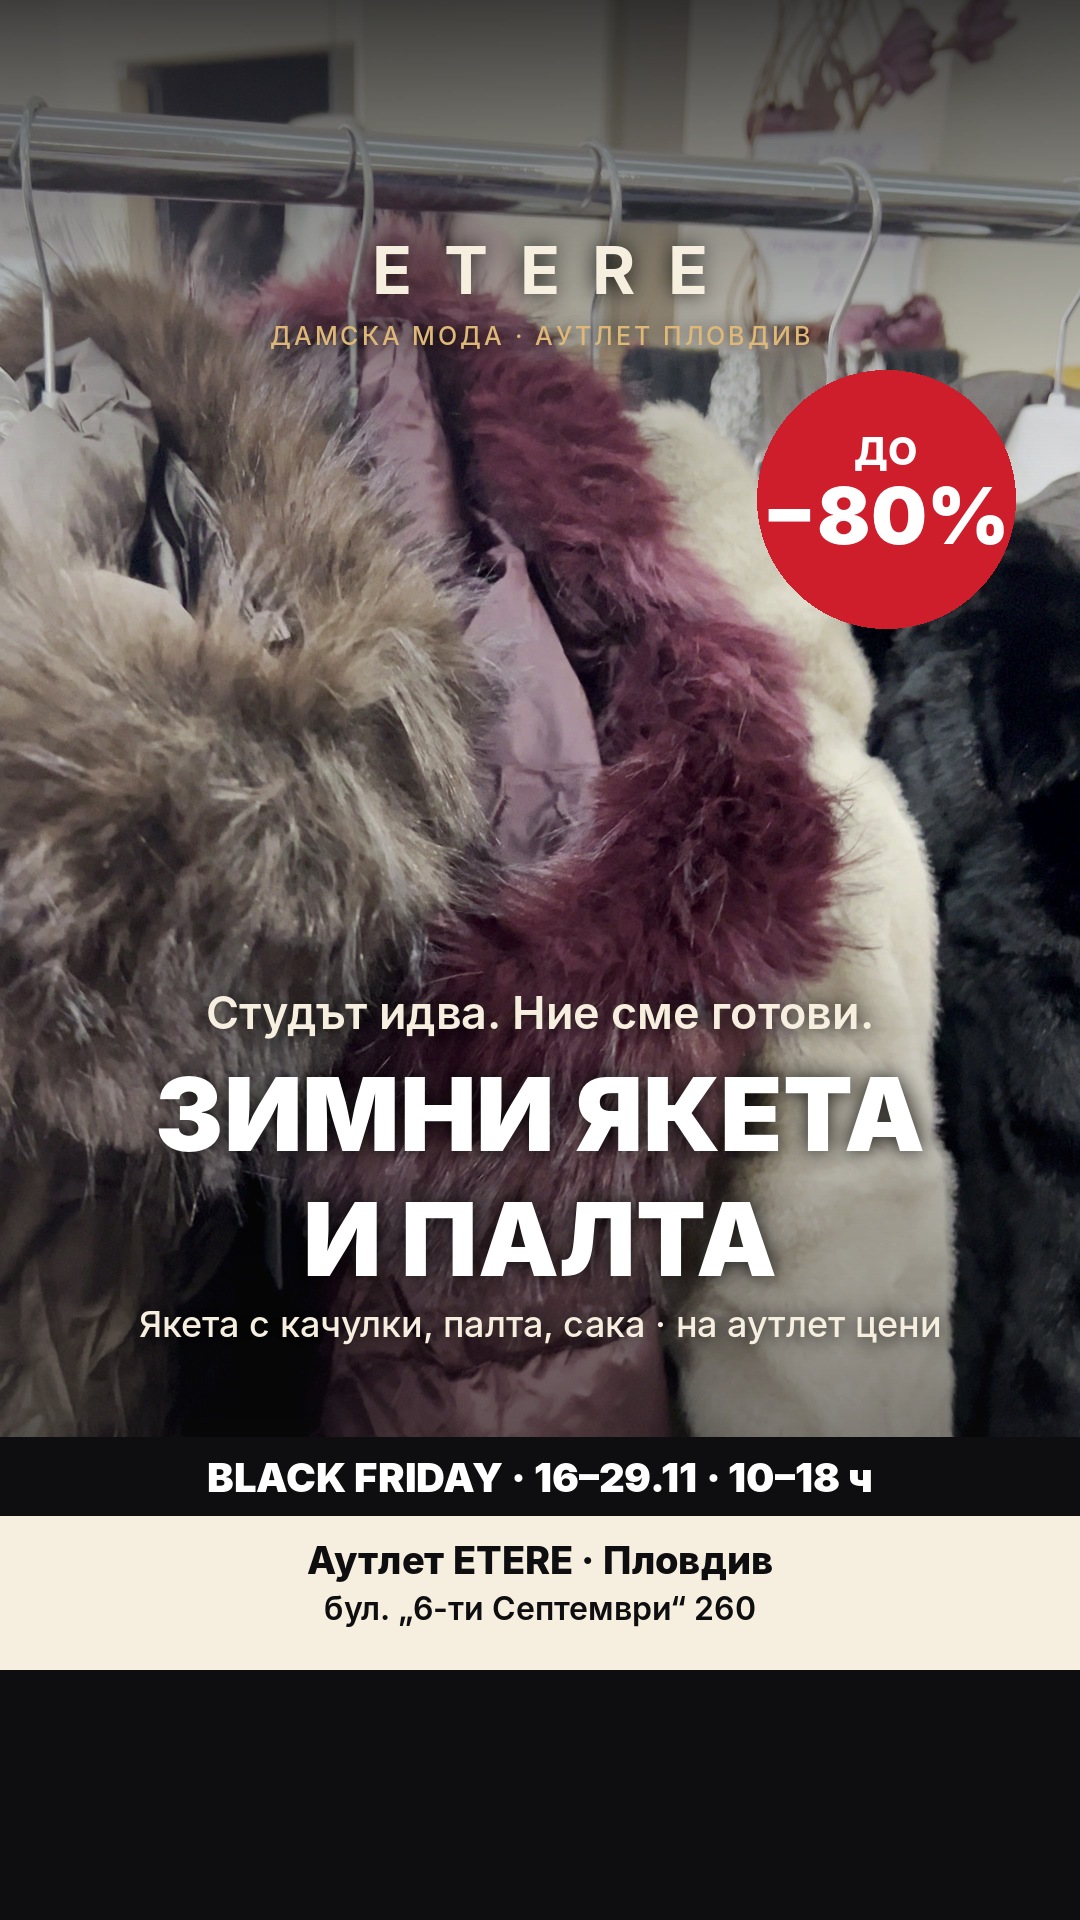 ETERE
ДАМСКА МОДА · АУТЛЕТ ПЛОВДИВ
ДО
−80%
Студът идва. Ние сме готови.
ЗИМНИ ЯКЕТА
И ПАЛТА
Якета с качулки, палта, сака · на аутлет цени
BLACK FRIDAY · 16–29.11 · 10–18 ч
Аутлет ETERE · Пловдив
бул. „6-ти Септември“ 260